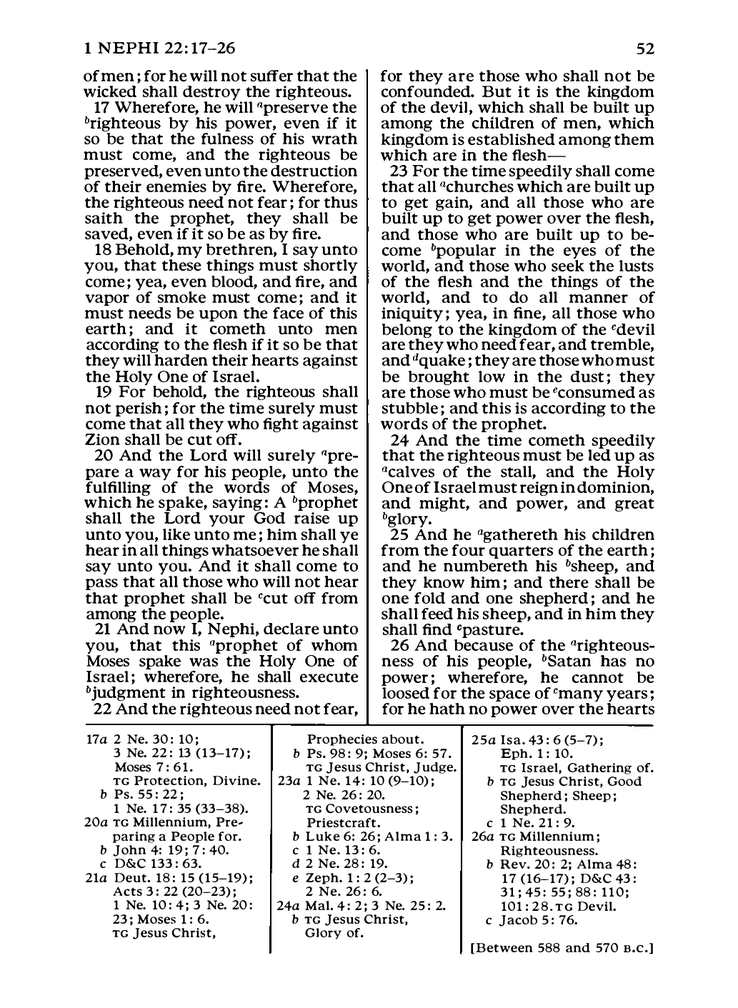 1 NEPHI 22:17–26
52
of men; for he will not suffer that the
wicked shall destroy the righteous.
17 Wherefore, he will ᵃpreserve the
ᵇrighteous by his power, even if it
so be that the fulness of his wrath
must come, and the righteous be
preserved, even unto the destruction
of their enemies by fire. Wherefore,
the righteous need not fear; for thus
saith the prophet, they shall be
saved, even if it so be as by fire.
18 Behold, my brethren, I say unto
you, that these things must shortly
come; yea, even blood, and fire, and
vapor of smoke must come; and it
must needs be upon the face of this
earth; and it cometh unto men
according to the flesh if it so be that
they will harden their hearts against
the Holy One of Israel.
19 For behold, the righteous shall
not perish; for the time surely must
come that all they who fight against
Zion shall be cut off.
20 And the Lord will surely ᵃpre-
pare a way for his people, unto the
fulfilling of the words of Moses,
which he spake, saying: A ᵇprophet
shall the Lord your God raise up
unto you, like unto me; him shall ye
hear in all things whatsoever he shall
say unto you. And it shall come to
pass that all those who will not hear
that prophet shall be ᶜcut off from
among the people.
21 And now I, Nephi, declare unto
you, that this ᵃprophet of whom
Moses spake was the Holy One of
Israel; wherefore, he shall execute
ᵇjudgment in righteousness.
22 And the righteous need not fear,
for they are those who shall not be
confounded. But it is the kingdom
of the devil, which shall be built up
among the children of men, which
kingdom is established among them
which are in the flesh—
23 For the time speedily shall come
that all ᵃchurches which are built up
to get gain, and all those who are
built up to get power over the flesh,
and those who are built up to be-
come ᵇpopular in the eyes of the
world, and those who seek the lusts
of the flesh and the things of the
world, and to do all manner of
iniquity; yea, in fine, all those who
belong to the kingdom of the ᶜdevil
are they who need fear, and tremble,
and ᵈquake; they are those who must
be brought low in the dust; they
are those who must be ᵉconsumed as
stubble; and this is according to the
words of the prophet.
24 And the time cometh speedily
that the righteous must be led up as
ᵃcalves of the stall, and the Holy
One of Israel must reign in dominion,
and might, and power, and great
ᵇglory.
25 And he ᵃgathereth his children
from the four quarters of the earth;
and he numbereth his ᵇsheep, and
they know him; and there shall be
one fold and one shepherd; and he
shall feed his sheep, and in him they
shall find ᶜpasture.
26 And because of the ᵃrighteous-
ness of his people, ᵇSatan has no
power; wherefore, he cannot be
loosed for the space of ᶜmany years;
for he hath no power over the hearts
17a 2 Ne. 30: 10;
3 Ne. 22: 13 (13–17);
Moses 7: 61.
TG Protection, Divine.
b Ps. 55: 22;
1 Ne. 17: 35 (33–38).
20a TG Millennium, Pre-
paring a People for.
b John 4: 19; 7: 40.
c D&C 133: 63.
21a Deut. 18: 15 (15–19);
Acts 3: 22 (20–23);
1 Ne. 10: 4; 3 Ne. 20:
23; Moses 1: 6.
TG Jesus Christ,
Prophecies about.
b Ps. 98: 9; Moses 6: 57.
TG Jesus Christ, Judge.
23a 1 Ne. 14: 10 (9–10);
2 Ne. 26: 20.
TG Covetousness;
Priestcraft.
b Luke 6: 26; Alma 1: 3.
c 1 Ne. 13: 6.
d 2 Ne. 28: 19.
e Zeph. 1: 2 (2–3);
2 Ne. 26: 6.
24a Mal. 4: 2; 3 Ne. 25: 2.
b TG Jesus Christ,
Glory of.
25a Isa. 43: 6 (5–7);
Eph. 1: 10.
TG Israel, Gathering of.
b TG Jesus Christ, Good
Shepherd; Sheep;
Shepherd.
c 1 Ne. 21: 9.
26a TG Millennium;
Righteousness.
b Rev. 20: 2; Alma 48:
17 (16–17); D&C 43:
31; 45: 55; 88: 110;
101: 28. TG Devil.
c Jacob 5: 76.
[Between 588 and 570 B.C.]